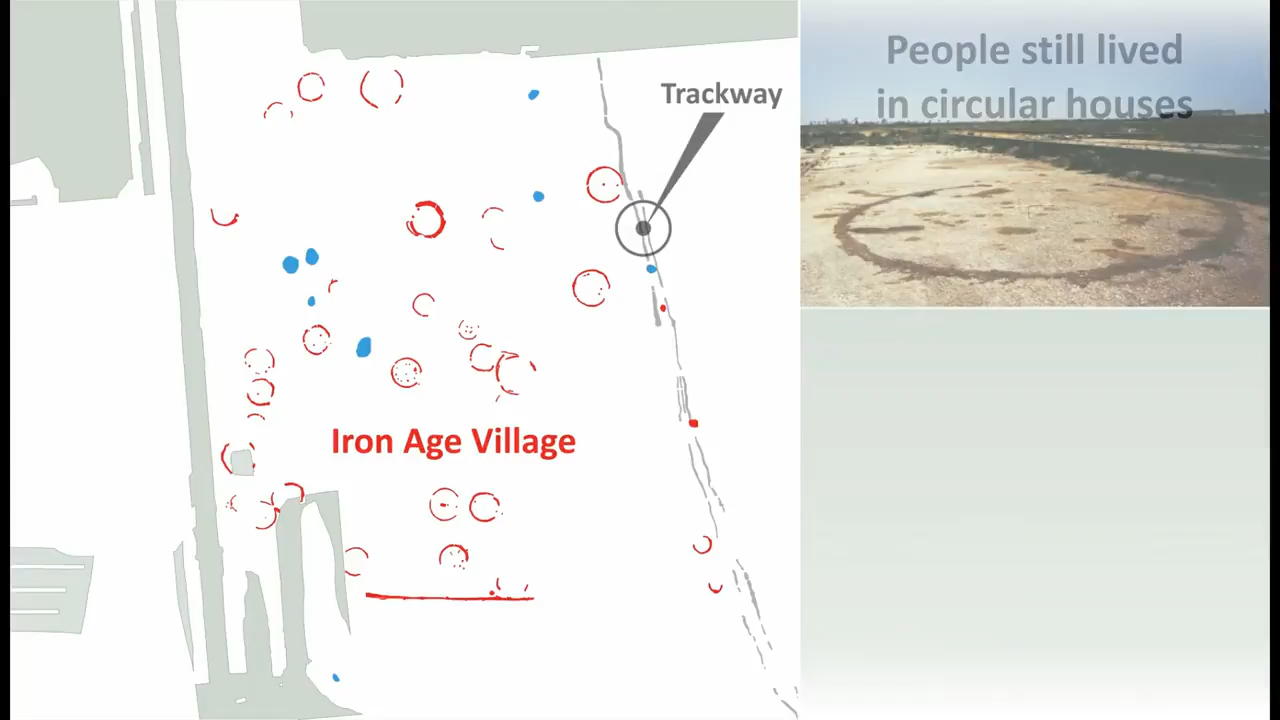 People still lived
in circular houses
Trackway
Iron Age Village